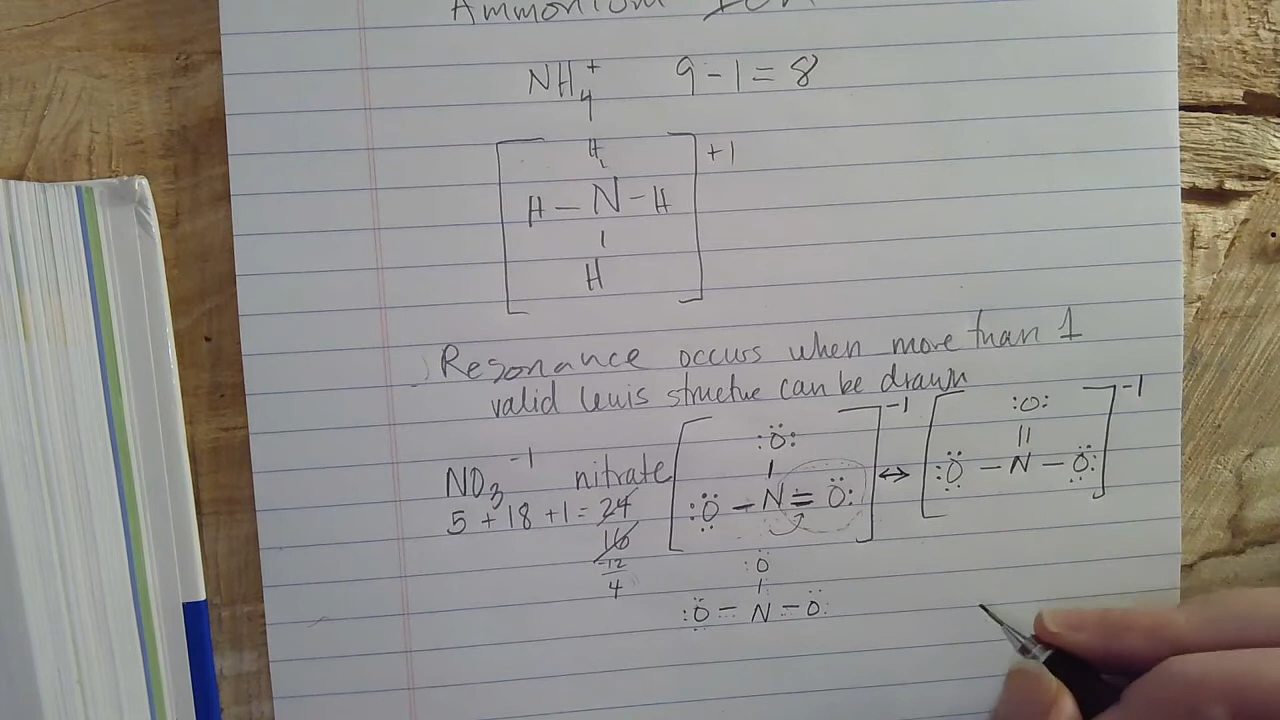 Ammonium Ion
NH₄⁺ 9 - 1 = 8
[ +1
H
H - N - H
H
]
Resonance occurs when more than 1
valid lewis structue can be drawn
NO₃⁻¹ nitrate
5 + 18 + 1 = 24
16
-12
4
[ :Ö: ] -1
:Ö - N = Ö:
↔
[ :O: ] -1
:Ö - N - Ö:
:Ö
:Ö - N - Ö: